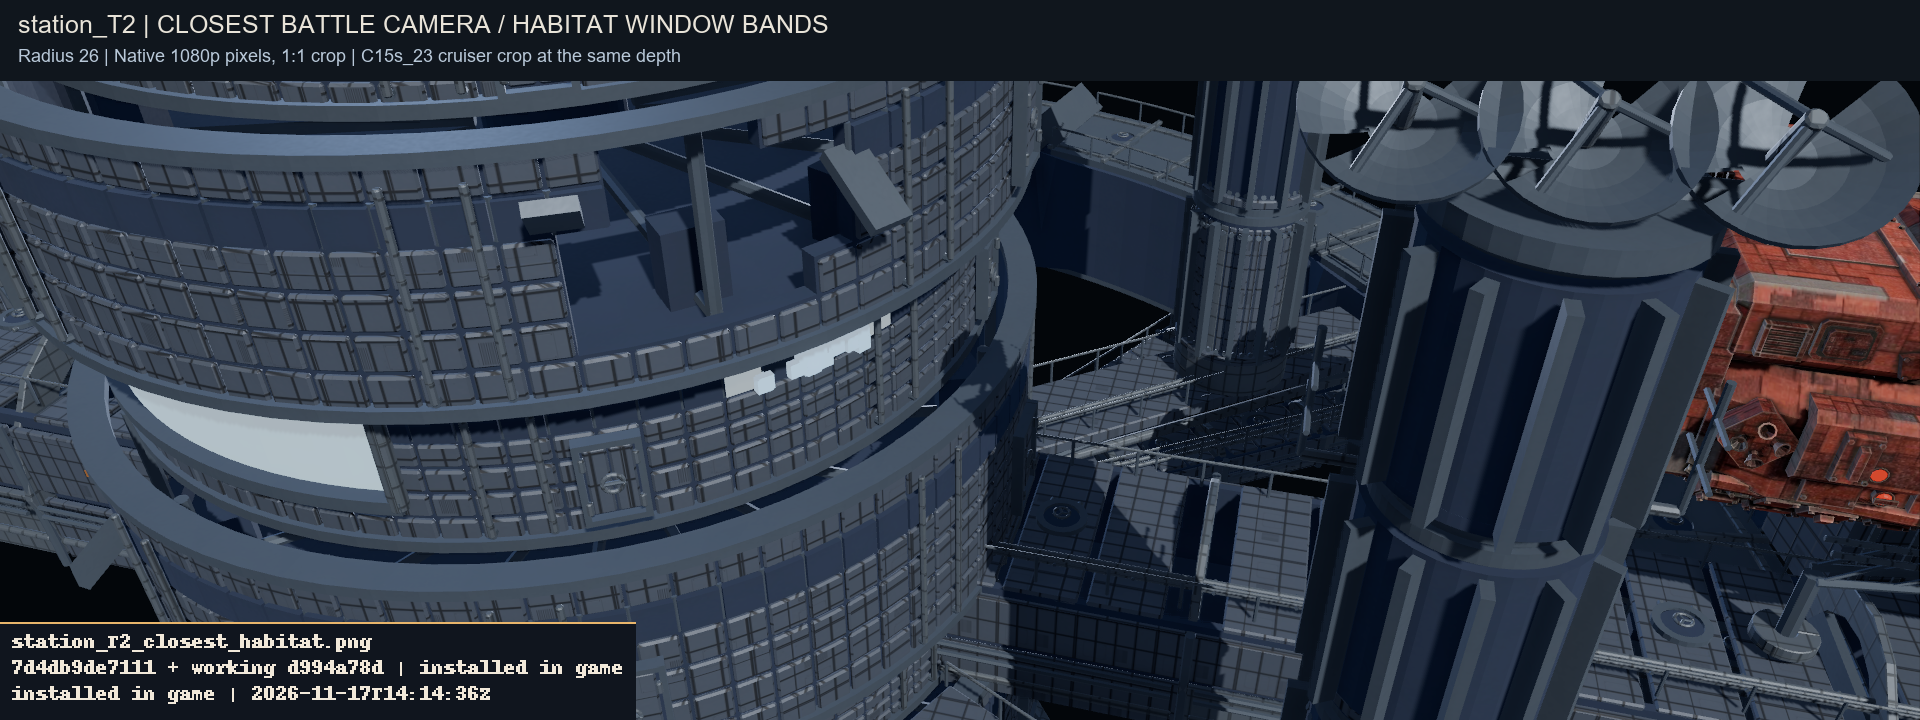 station_T2 | CLOSEST BATTLE CAMERA / HABITAT WINDOW BANDS
Radius 26 | Native 1080p pixels, 1:1 crop | C15s_23 cruiser crop at the same depth
station_T2_closest_habitat.png
7d4db9de7111 + working d994a78d | installed in game
installed in game | 2026-11-17T14:14:36Z